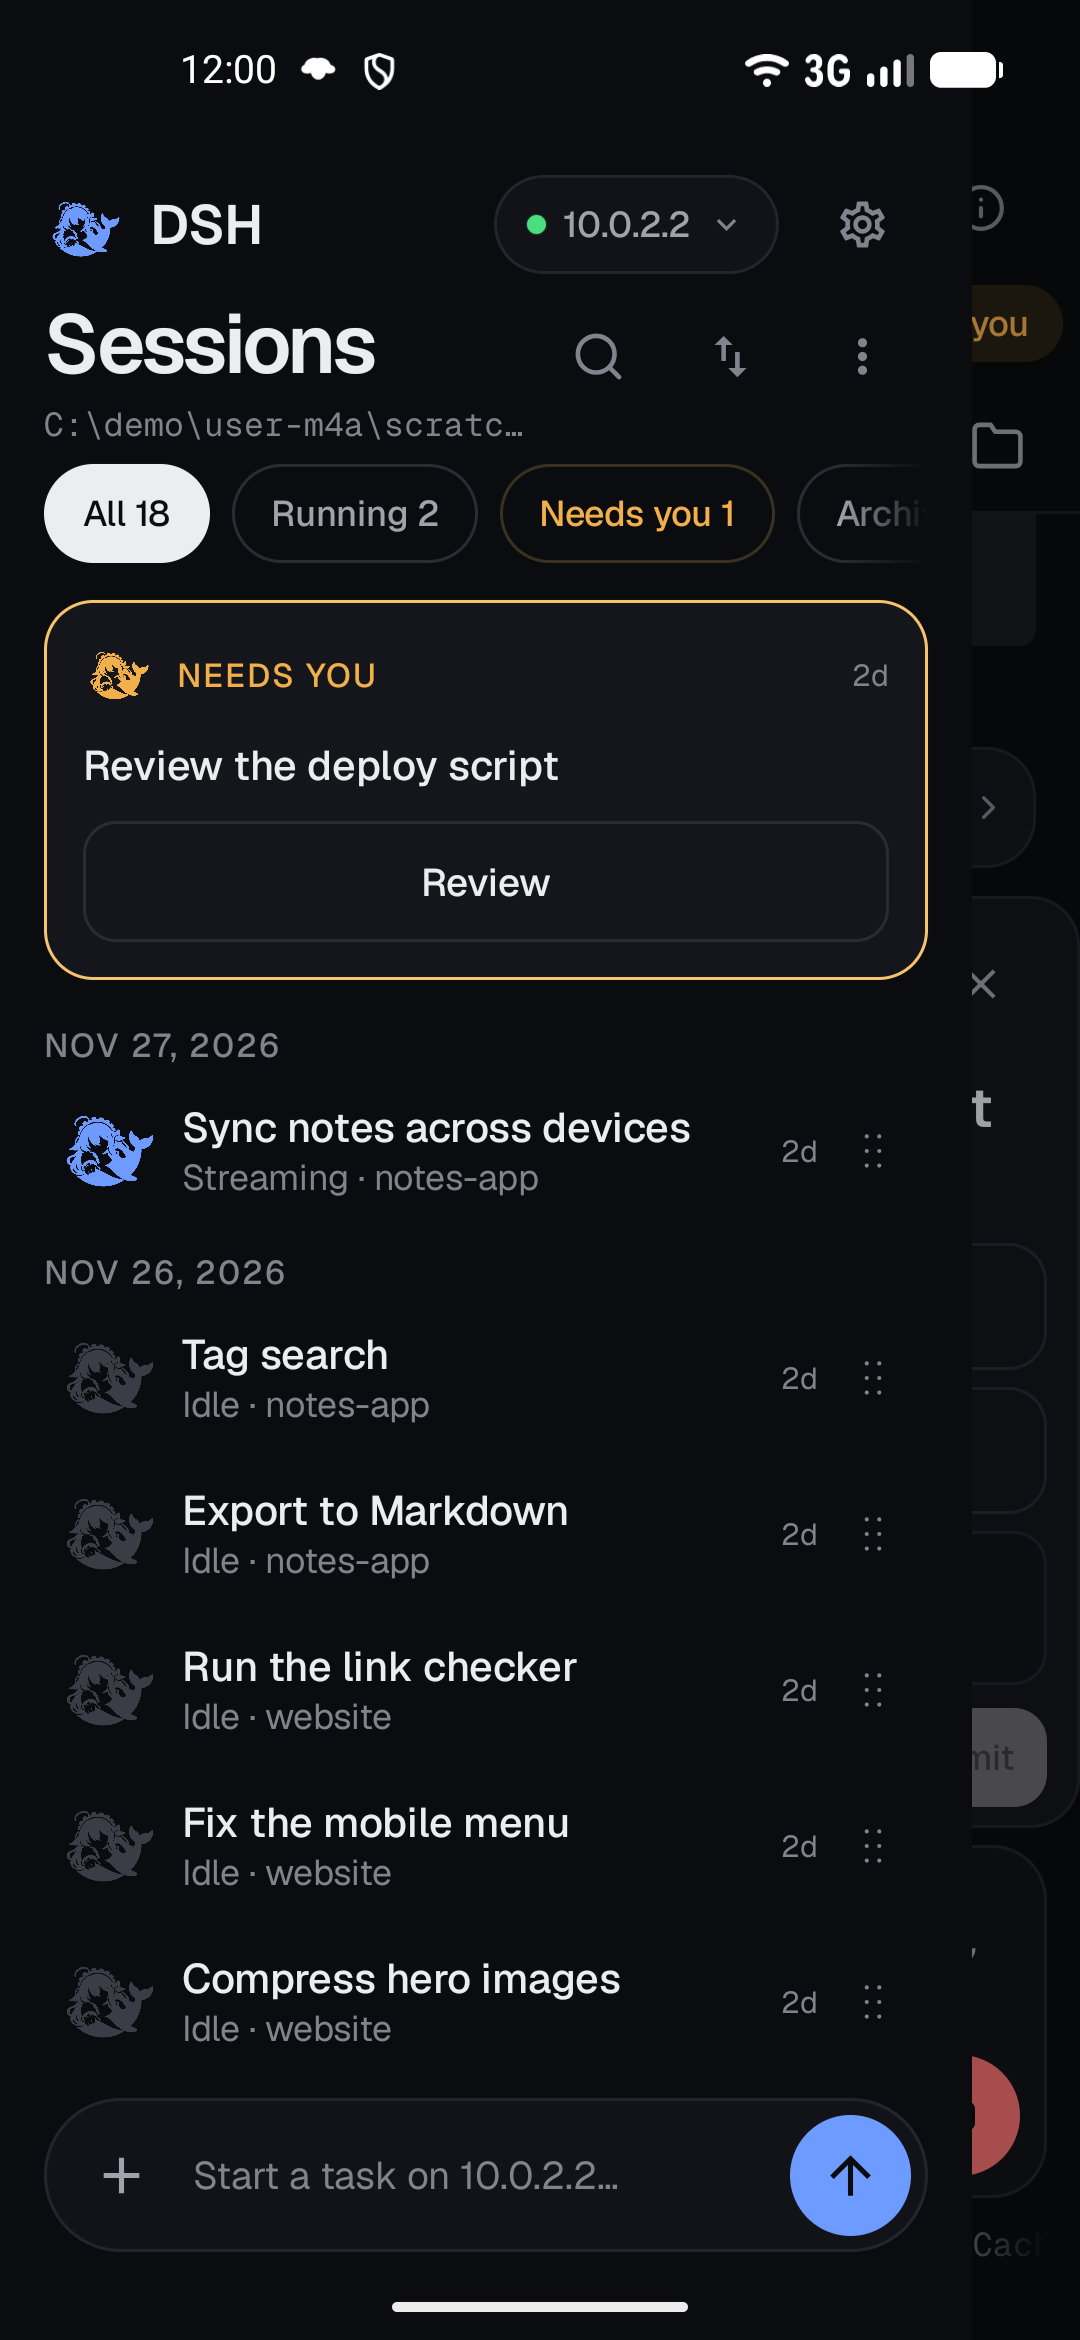 12:00
3G
DSH
10.0.2.2
you
Sessions
C:\demo\user-m4a\scratc…
All 18
Running 2
Needs you 1
NEEDS YOU
2d
Review the deploy script
Review
NOV 27, 2026
Sync notes across devices
2d
Streaming · notes-app
NOV 26, 2026
Tag search
2d
Idle · notes-app
Export to Markdown
2d
Idle · notes-app
Run the link checker
2d
Idle · website
Fix the mobile menu
2d
Idle · website
Compress hero images
2d
Idle · website
Start a task on 10.0.2.2…